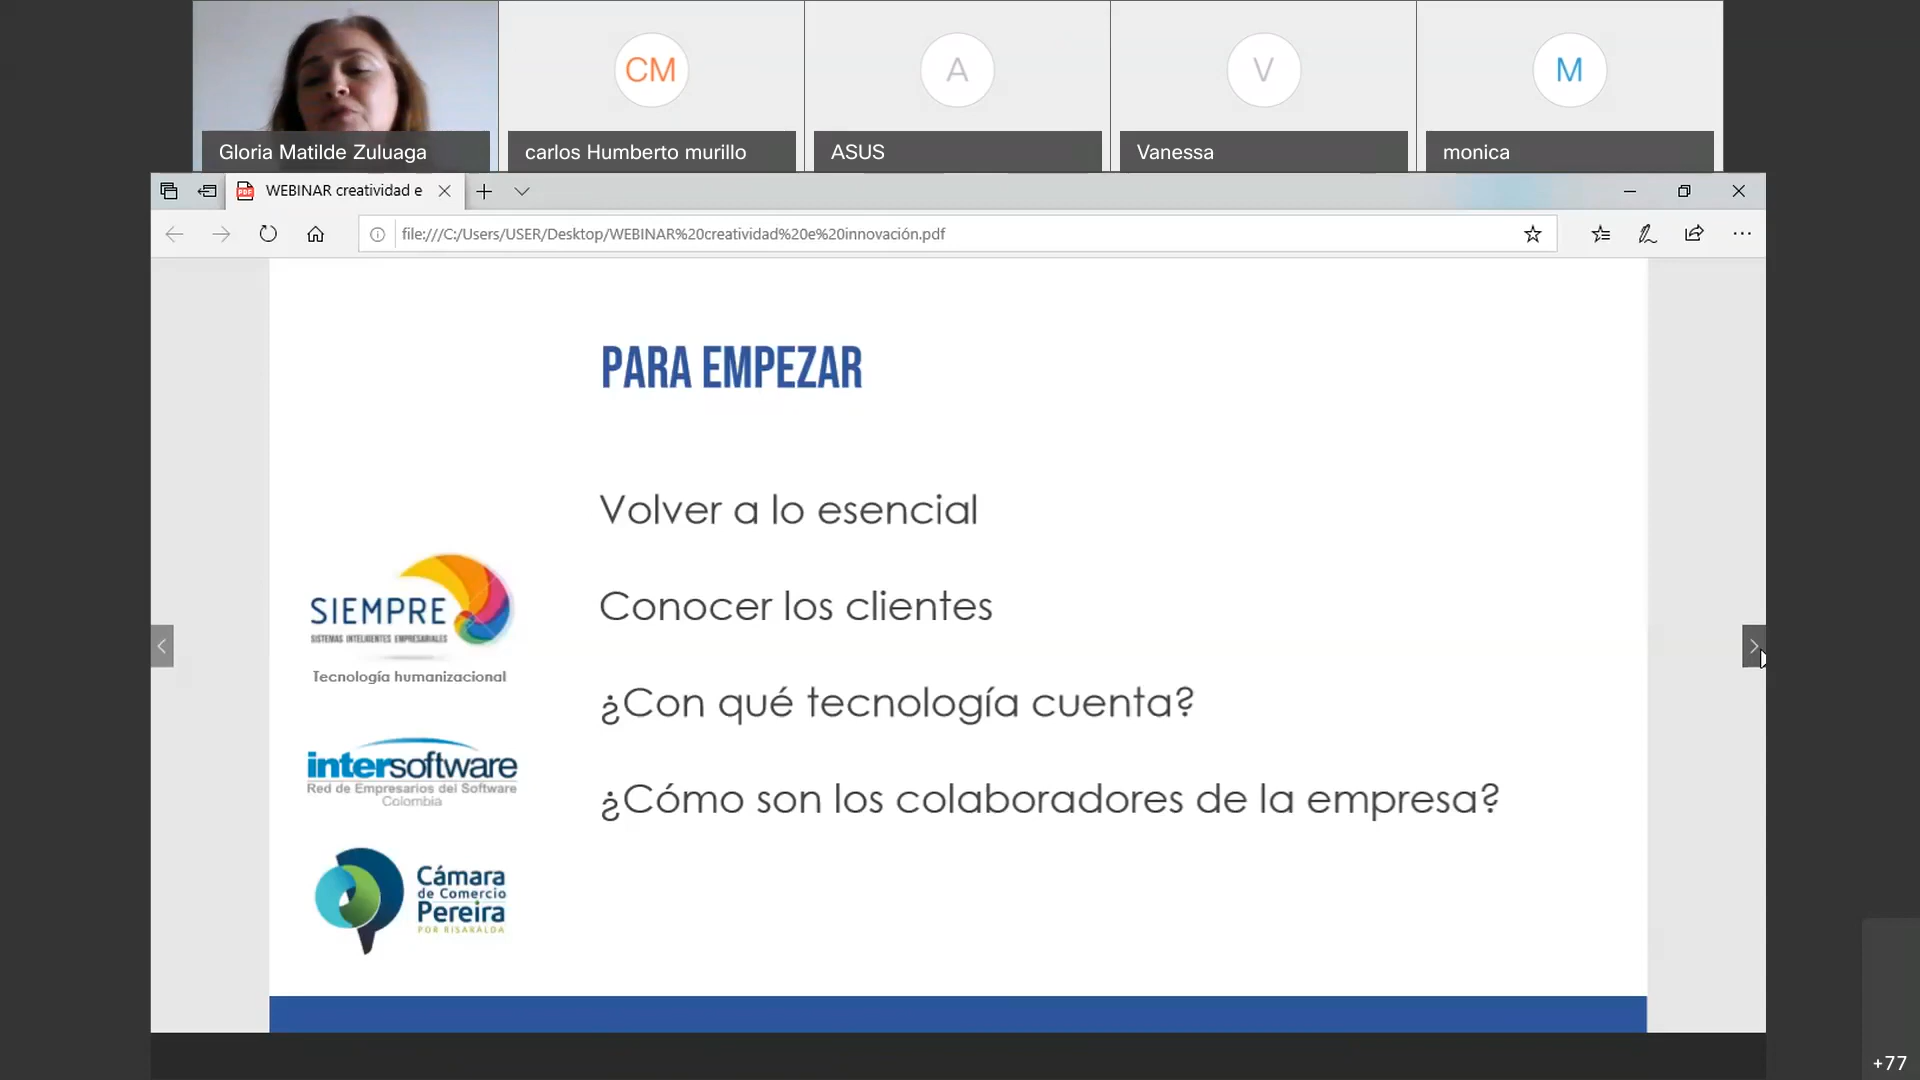 CM
A
V
M
Gloria Matilde Zuluaga
carlos Humberto murillo
ASUS
Vanessa
monica
WEBINAR creatividad e
file:///C:/Users/USER/Desktop/WEBINAR%20creatividad%20e%20innovación.pdf
PARA EMPEZAR
Volver a lo esencial
Conocer los clientes
¿Con qué tecnología cuenta?
¿Cómo son los colaboradores de la empresa?
SIEMPRE
SISTEMAS INTELIGENTES EMPRESARIALES
Tecnología humanizacional
intersoftware
Red de Empresarios del Software
Colombia
Cámara
de Comercio
Pereira
POR RISARALDA
+77